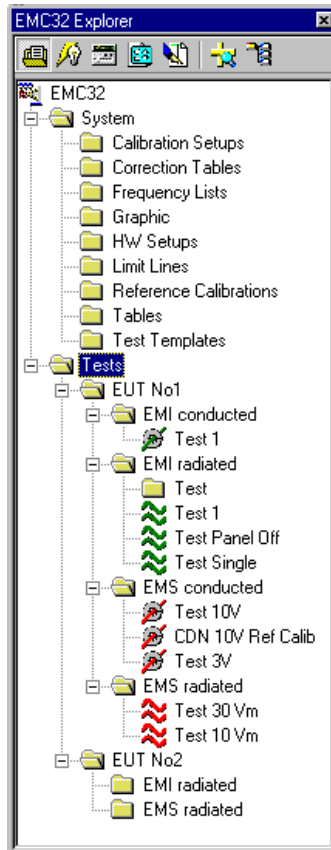 EMC32 Explorer
EMC32
System
Calibration Setups
Correction Tables
Frequency Lists
Graphic
HW Setups
Limit Lines
Reference Calibrations
Tables
Test Templates
Tests
EUT No1
EMI conducted
Test 1
EMI radiated
Test
Test 1
Test Panel Off
Test Single
EMS conducted
Test 10V
CDN 10V Ref Calib
Test 3V
EMS radiated
Test 30 Vm
Test 10 Vm
EUT No2
EMI radiated
EMS radiated